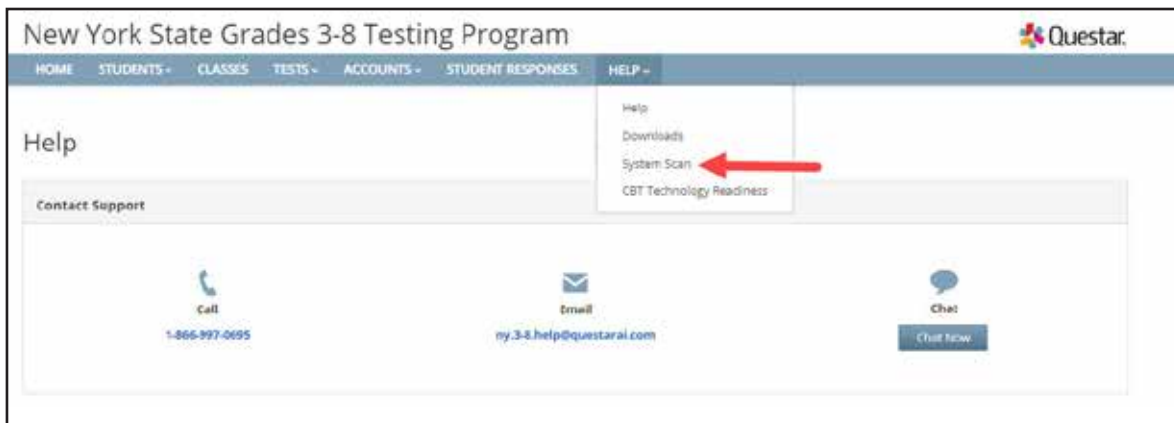 New York State Grades 3-8 Testing Program
Questar.
HOME STUDENTS CLASSES TESTS ACCOUNTS STUDENT RESPONSES HELP
Help
Downloads
System Scan
CBT Technology Readiness
Help
Contact Support
Call
Email
Chat
1-866-997-0695
ny.3-8.help@questarai.com
Chat Now